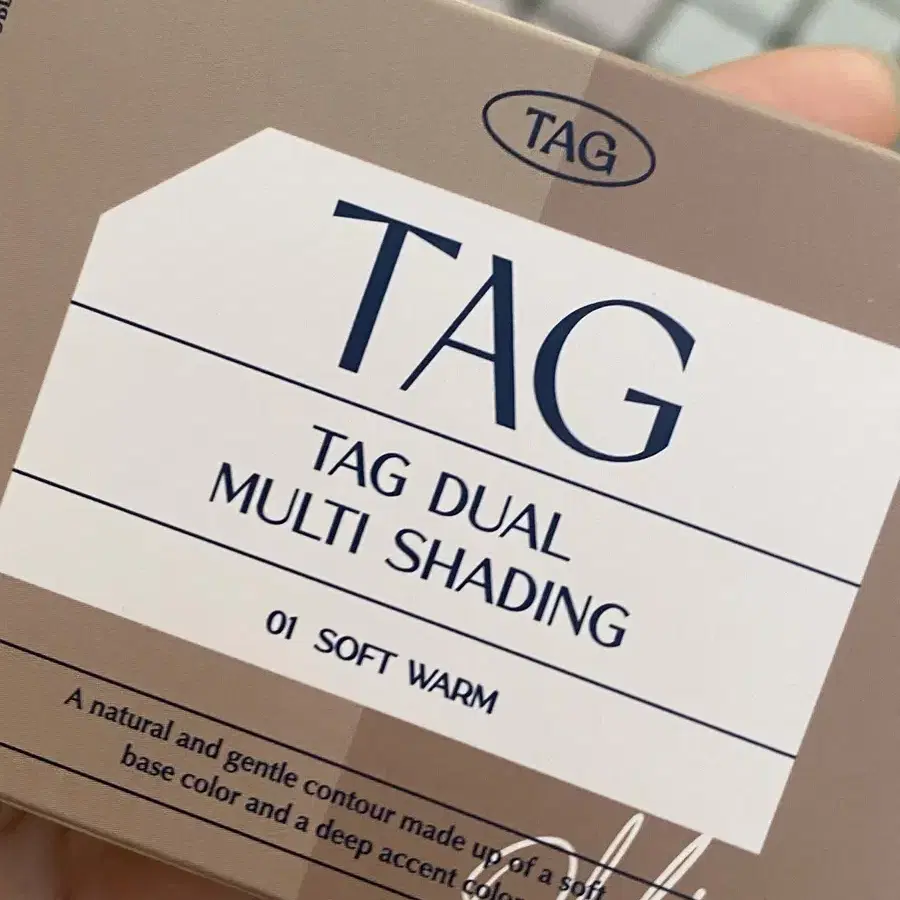 TAG
TAG
TAG DUAL
MULTI SHADING
01 SOFT WARM
A natural and gentle contour made up of a soft
base color and a deep accent color